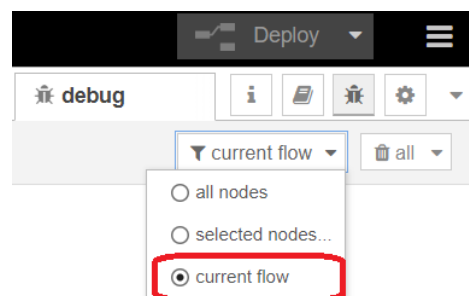 Deploy
debug
i
current flow
all
all nodes
selected nodes...
current flow